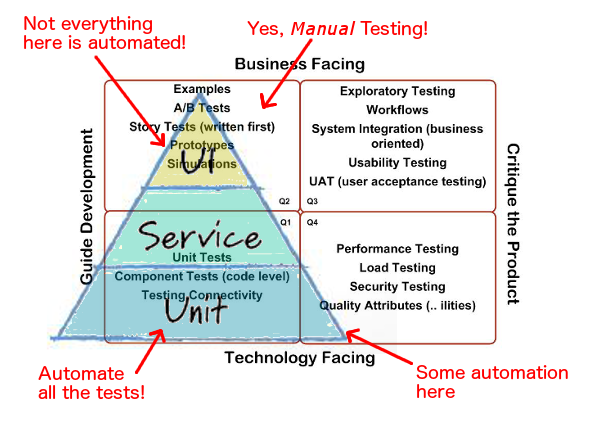 Not everything
here is automated!
Yes, Manual Testing!
Business Facing
Examples
A/B Tests
Story Tests (written first)
Prototypes
Simulations
UI
Q2
Exploratory Testing
Workflows
System Integration (business
oriented)
Usability Testing
UAT (user acceptance testing)
Q3
Guide Development
Critique the Product
Q1
Service
Unit Tests
Component Tests (code level)
Testing Connectivity
Unit
Q4
Performance Testing
Load Testing
Security Testing
Quality Attributes (.. ilities)
Technology Facing
Automate
all the tests!
Some automation
here